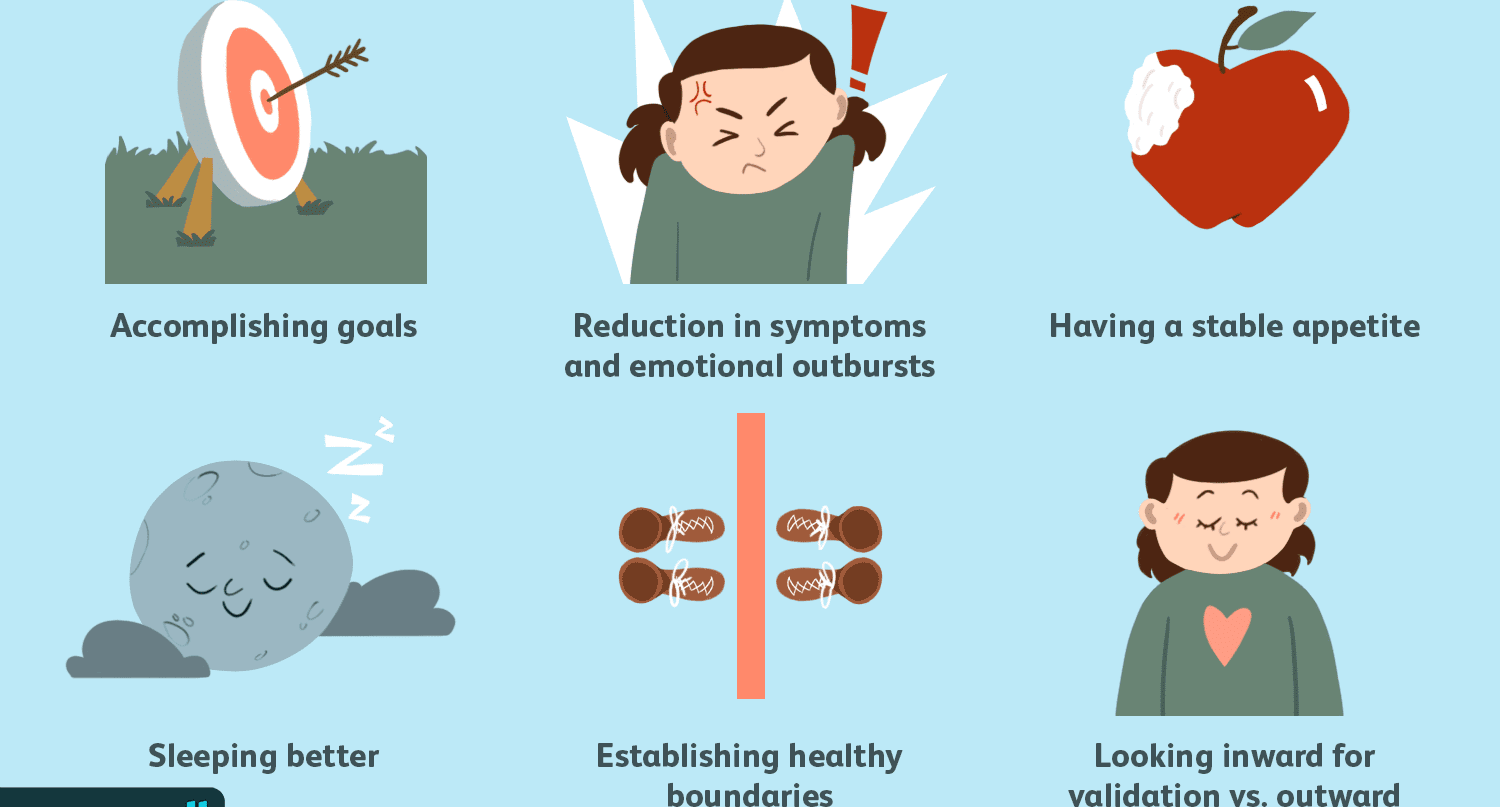 Accomplishing goals
Reduction in symptoms
and emotional outbursts
Having a stable appetite
z
Z
z
Sleeping better
Establishing healthy
boundaries
Looking inward for
validation vs. outward